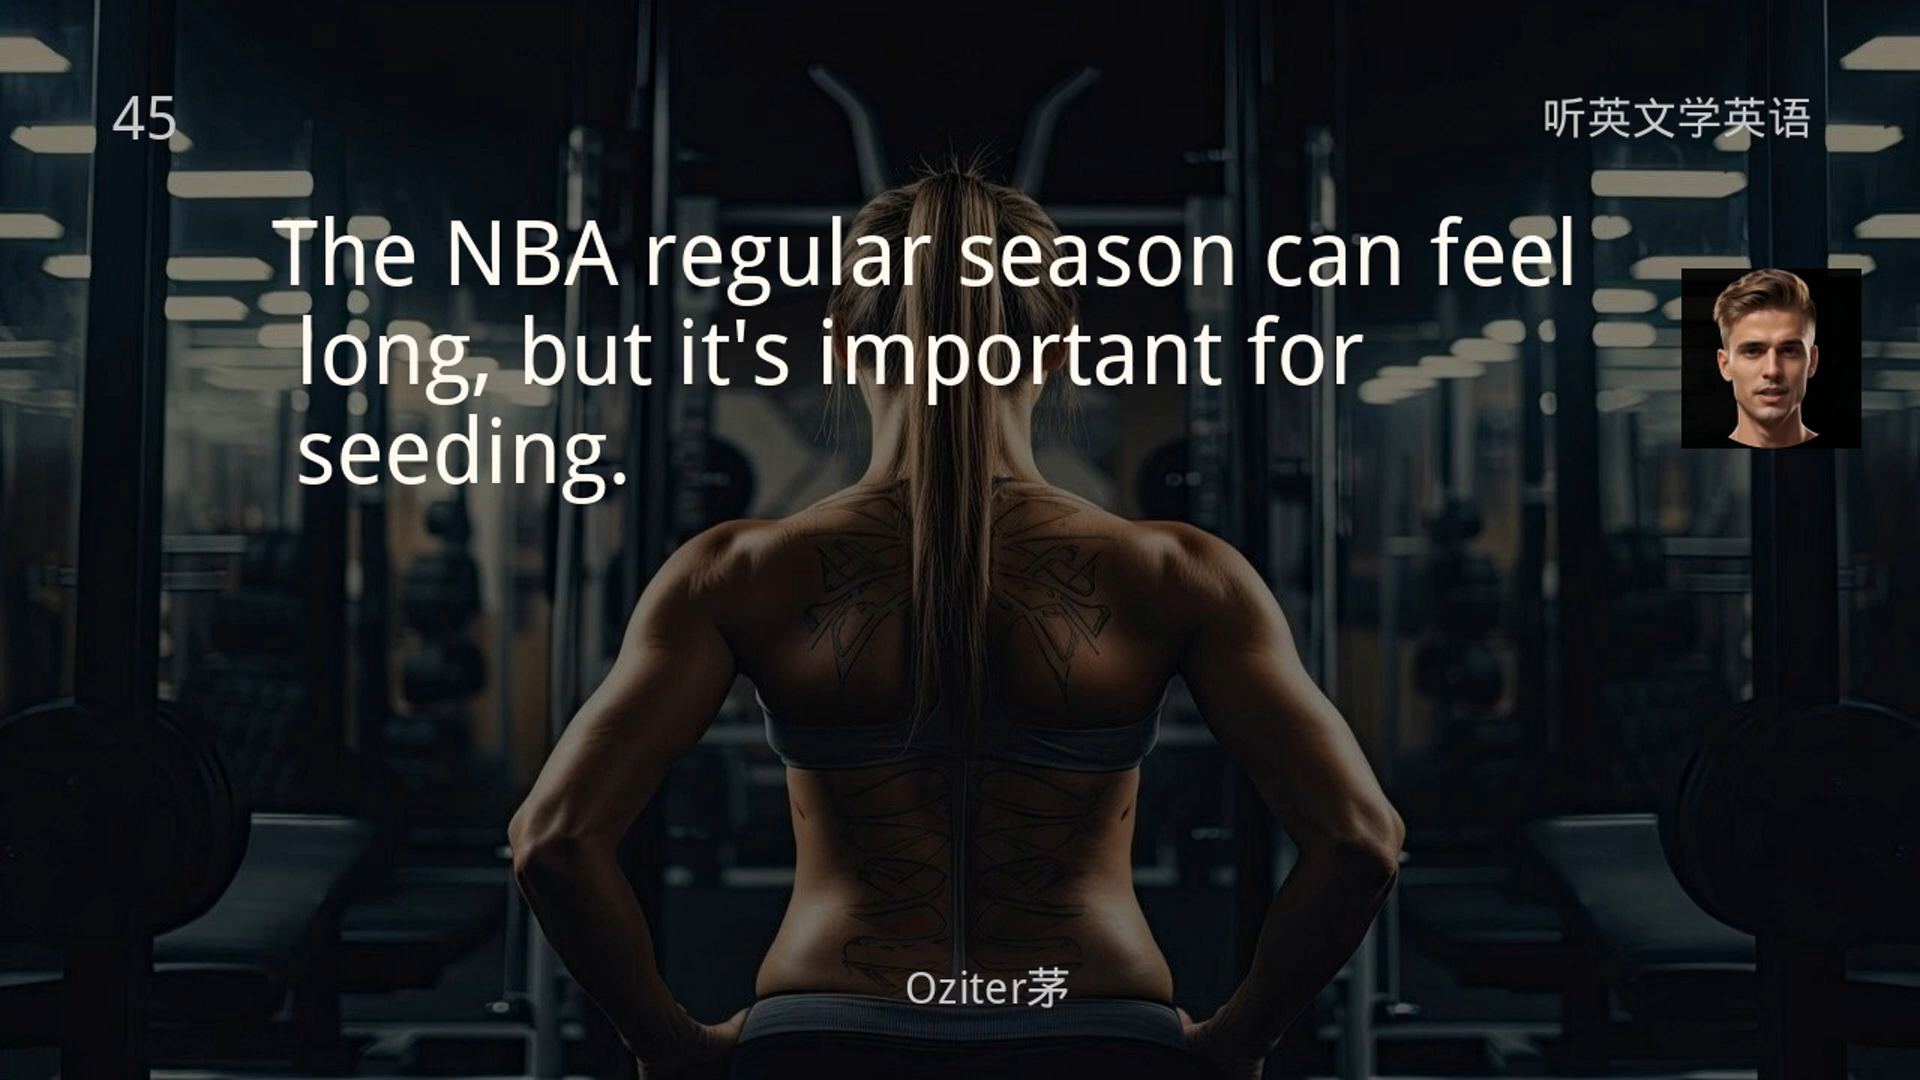 45
听英文学英语
The NBA regular season can feel
long, but it's important for
seeding.
Oziter茅